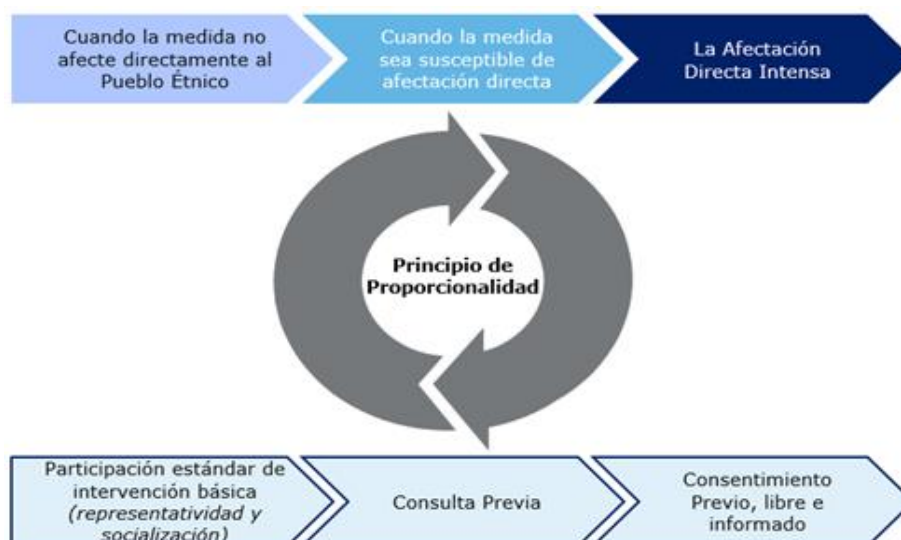 Cuando la medida no
afecte directamente al
Pueblo Étnico
Cuando la medida
sea susceptible de
afectación directa
La Afectación
Directa Intensa
Principio de
Proporcionalidad
Participación estándar de
intervención básica
(representatividad y
socialización)
Consulta Previa
Consentimiento
Previo, libre e
informado